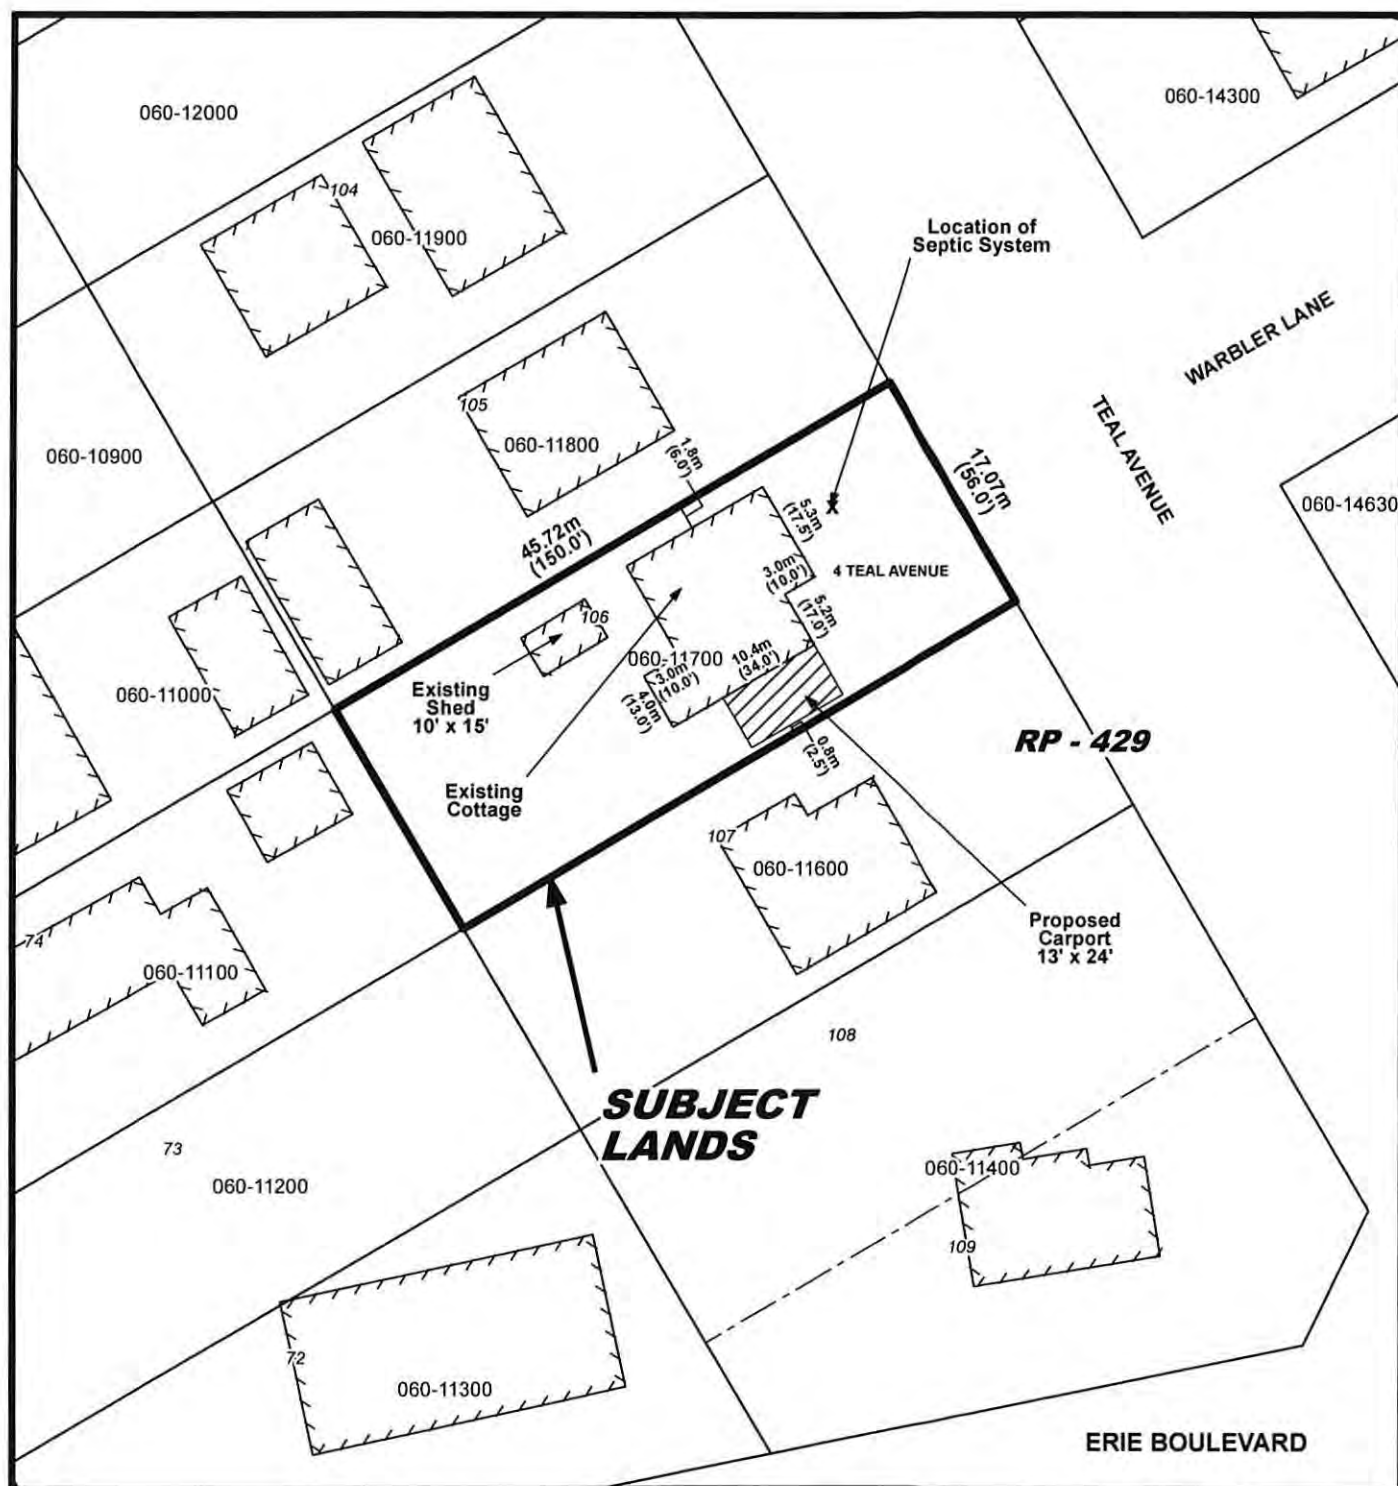 060-12000
060-14300
104
060-11900
Location of
Septic System
WARBLER LANE
105
060-11800
TEAL AVENUE
060-10900
1.8m
(6.0')
17.07m
(56.0')
060-14630
5.3m
(17.5')
45.72m
(150.0')
3.0m
(10.0')
4 TEAL AVENUE
5.2m
(17.0')
106
060-11700
10.4m
(34.0')
3.0m
(10.0')
4.0m
(13.0')
060-11000
Existing
Shed
10' x 15'
RP - 429
0.8m
(2.5')
Existing
Cottage
107
060-11600
Proposed
Carport
13' x 24'
74
060-11100
108
SUBJECT
LANDS
73
060-11200
060-11400
109
72
060-11300
ERIE BOULEVARD